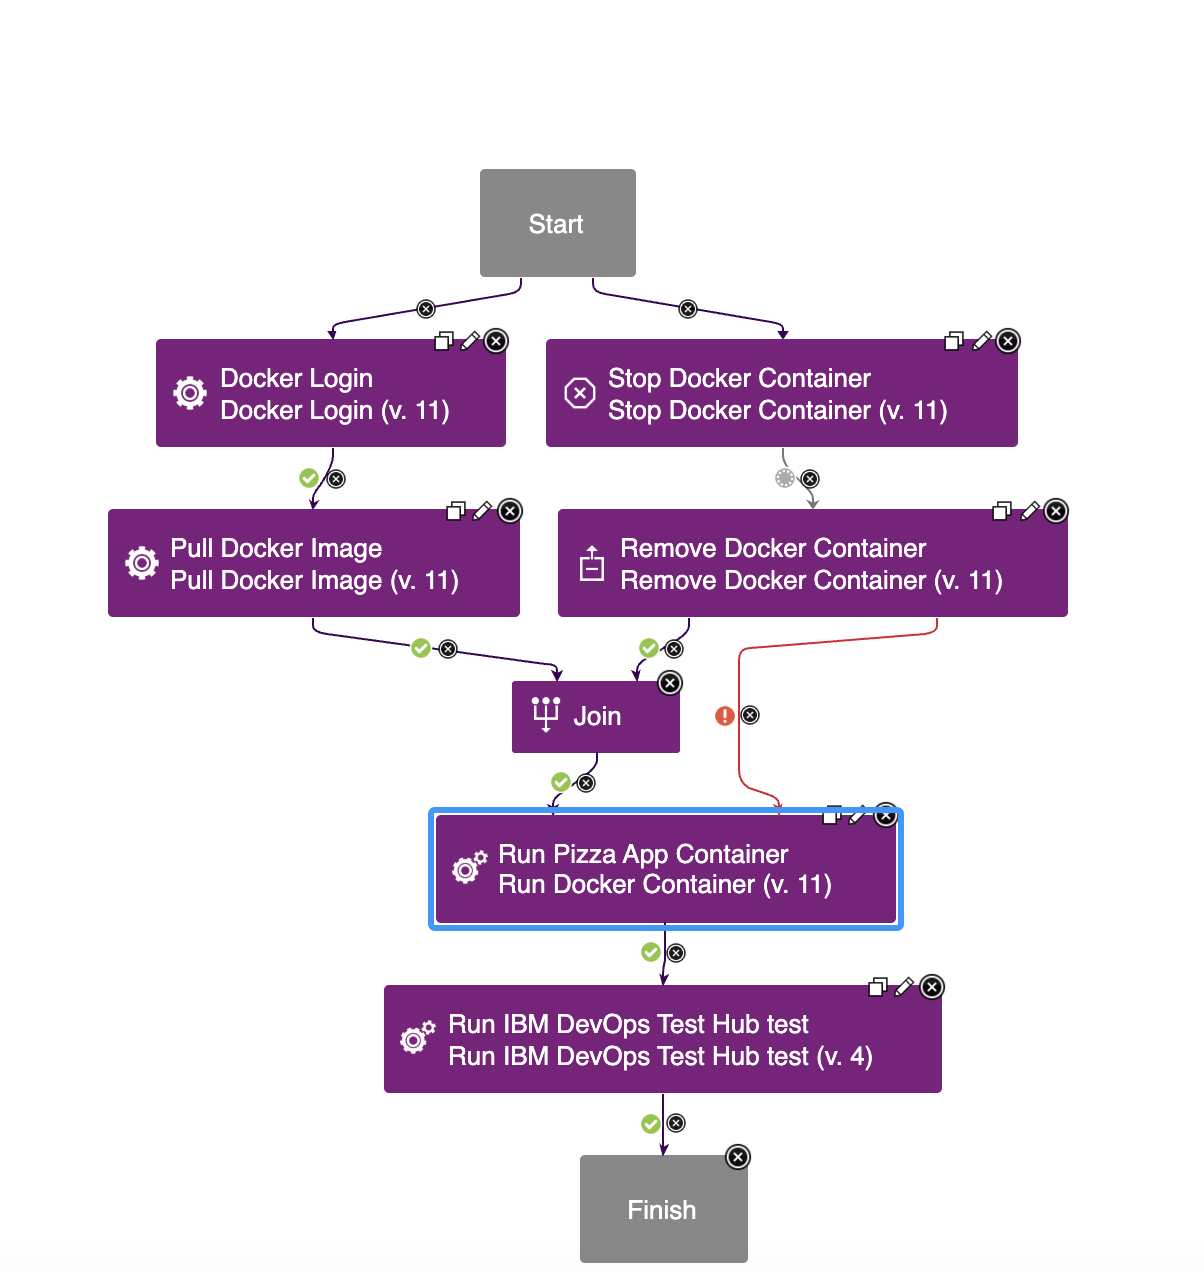 Start
Docker Login
Docker Login (v. 11)
Stop Docker Container
Stop Docker Container (v. 11)
Pull Docker Image
Pull Docker Image (v. 11)
Remove Docker Container
Remove Docker Container (v. 11)
Join
Run Pizza App Container
Run Docker Container (v. 11)
Run IBM DevOps Test Hub test
Run IBM DevOps Test Hub test (v. 4)
Finish